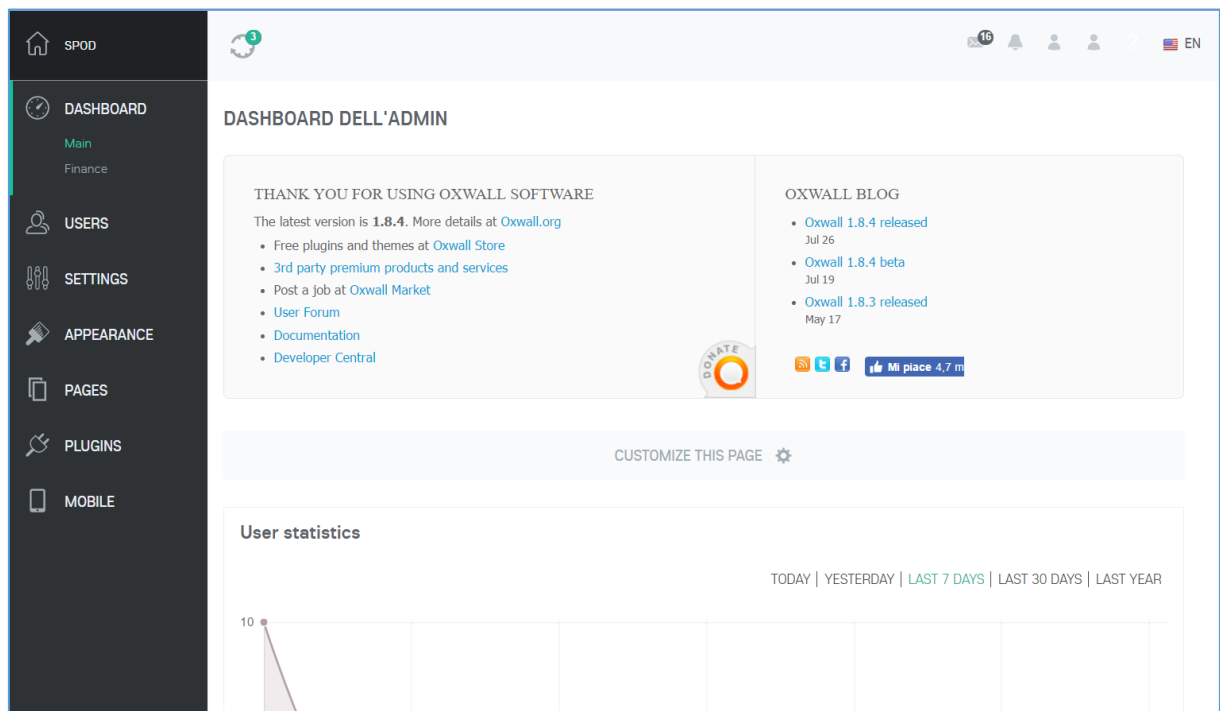 SPOD
3
16
?
EN
DASHBOARD
Main
Finance
USERS
SETTINGS
APPEARANCE
PAGES
PLUGINS
MOBILE
DASHBOARD DELL'ADMIN
THANK YOU FOR USING OXWALL SOFTWARE
The latest version is 1.8.4. More details at Oxwall.org
• Free plugins and themes at Oxwall Store
• 3rd party premium products and services
• Post a job at Oxwall Market
• User Forum
• Documentation
• Developer Central
DONATE
OXWALL BLOG
• Oxwall 1.8.4 released
Jul 26
• Oxwall 1.8.4 beta
Jul 19
• Oxwall 1.8.3 released
May 17
Mi piace 4,7 m
CUSTOMIZE THIS PAGE
User statistics
TODAY | YESTERDAY | LAST 7 DAYS | LAST 30 DAYS | LAST YEAR
10